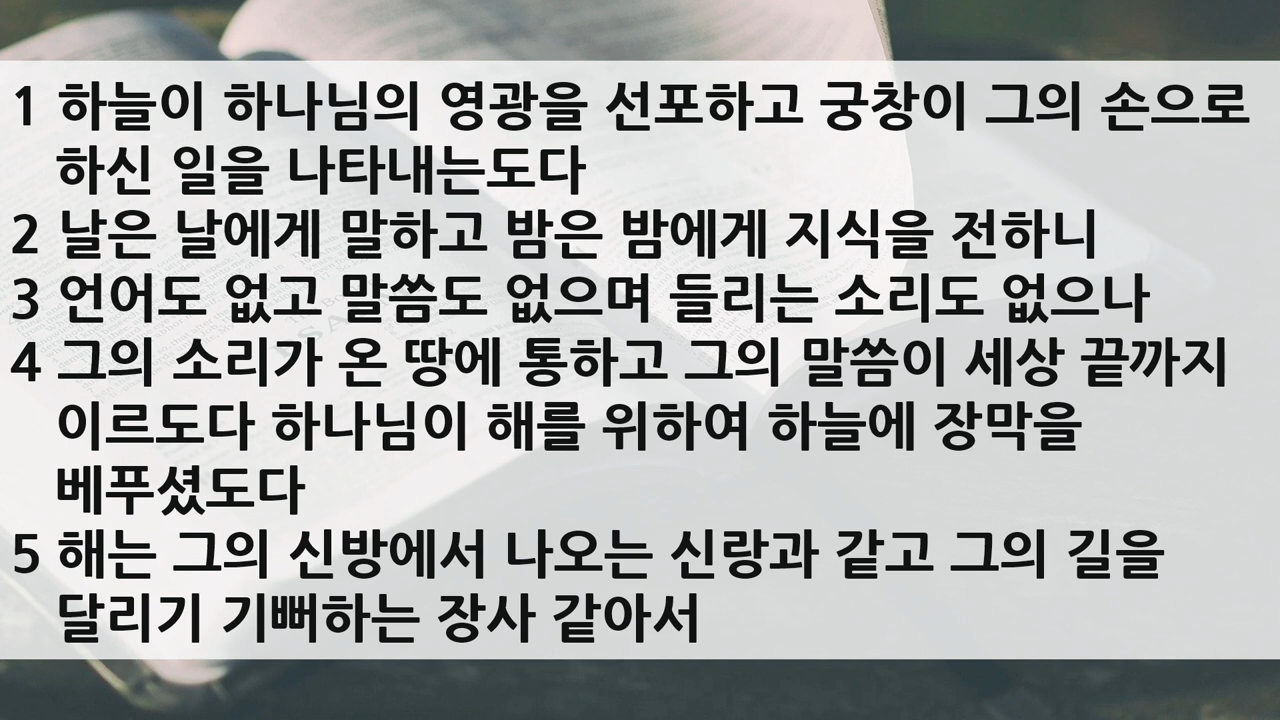 1 하늘이 하나님의 영광을 선포하고 궁창이 그의 손으로
하신 일을 나타내는도다
2 날은 날에게 말하고 밤은 밤에게 지식을 전하니
3 언어도 없고 말씀도 없으며 들리는 소리도 없으나
4 그의 소리가 온 땅에 통하고 그의 말씀이 세상 끝까지
이르도다 하나님이 해를 위하여 하늘에 장막을
베푸셨도다
5 해는 그의 신방에서 나오는 신랑과 같고 그의 길을
달리기 기뻐하는 장사 같아서